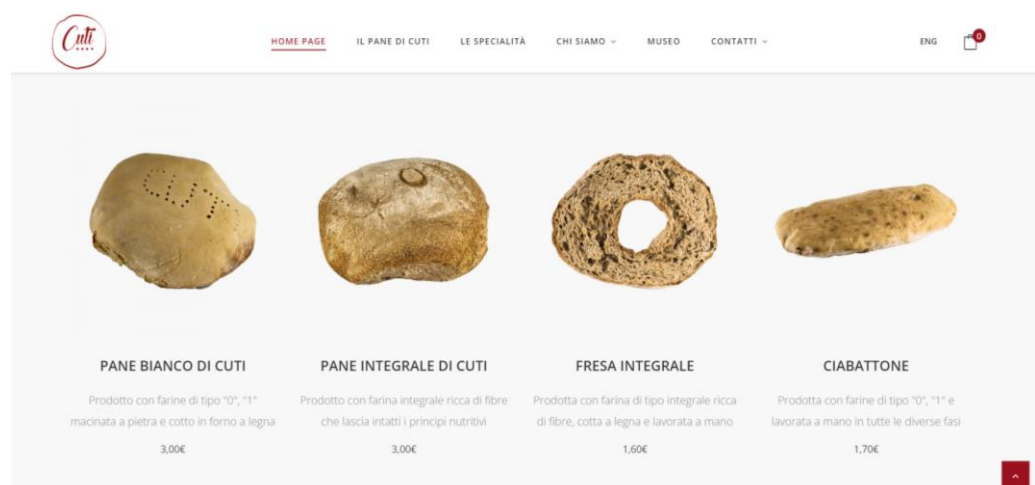 Cuti
HOME PAGE IL PANE DI CUTI LE SPECIALITÀ CHI SIAMO MUSEO CONTATTI ENG 0
CUTI
PANE BIANCO DI CUTI
Prodotto con farine di tipo "0", "1"
macinata a pietra e cotto in forno a legna
3,00€
PANE INTEGRALE DI CUTI
Prodotto con farina integrale ricca di fibre
che lascia intatti i principi nutritivi
3,00€
FRESA INTEGRALE
Prodotta con farina di tipo integrale ricca
di fibre, cotta a legna e lavorata a mano
1,60€
CIABATTONE
Prodotta con farine di tipo "0", "1" e
lavorata a mano in tutte le diverse fasi
1,70€